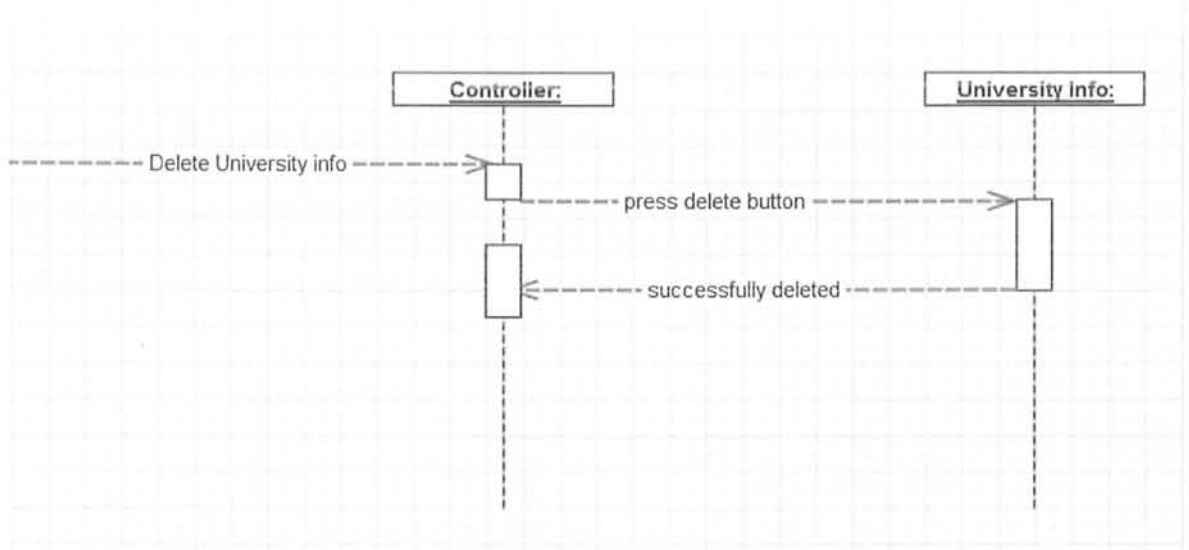 Controller:
University info:
Delete University info
press delete button
successfully deleted